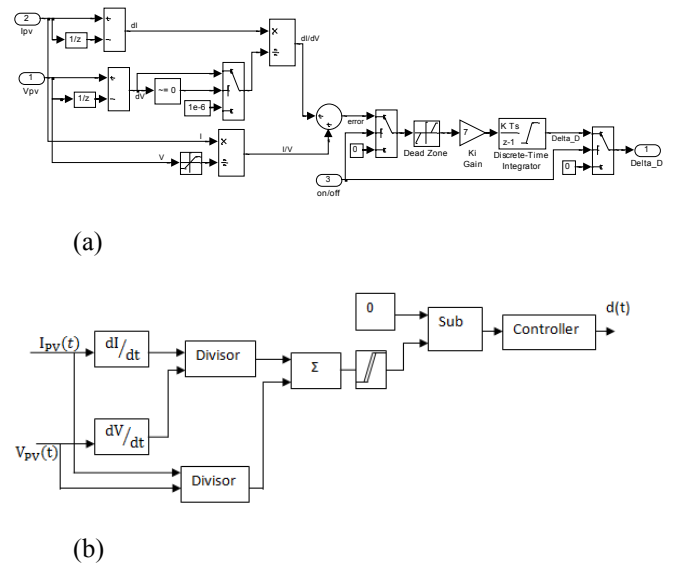 2
Ipv
1/z
dI
×
÷
dI/dV
1
Vpv
1/z
dV
~= 0
1e-6
I
×
÷
I/V
V
error
0
Dead Zone
7
Ki
Gain
K Ts
z-1
Discrete-Time
Integrator
Delta_D
0
1
Delta_D
3
on/off
(a)
0
d(t)
Sub
Controller
I_PV(t)
dI/dt
Divisor
Σ
dV/dt
V_PV(t)
Divisor
(b)